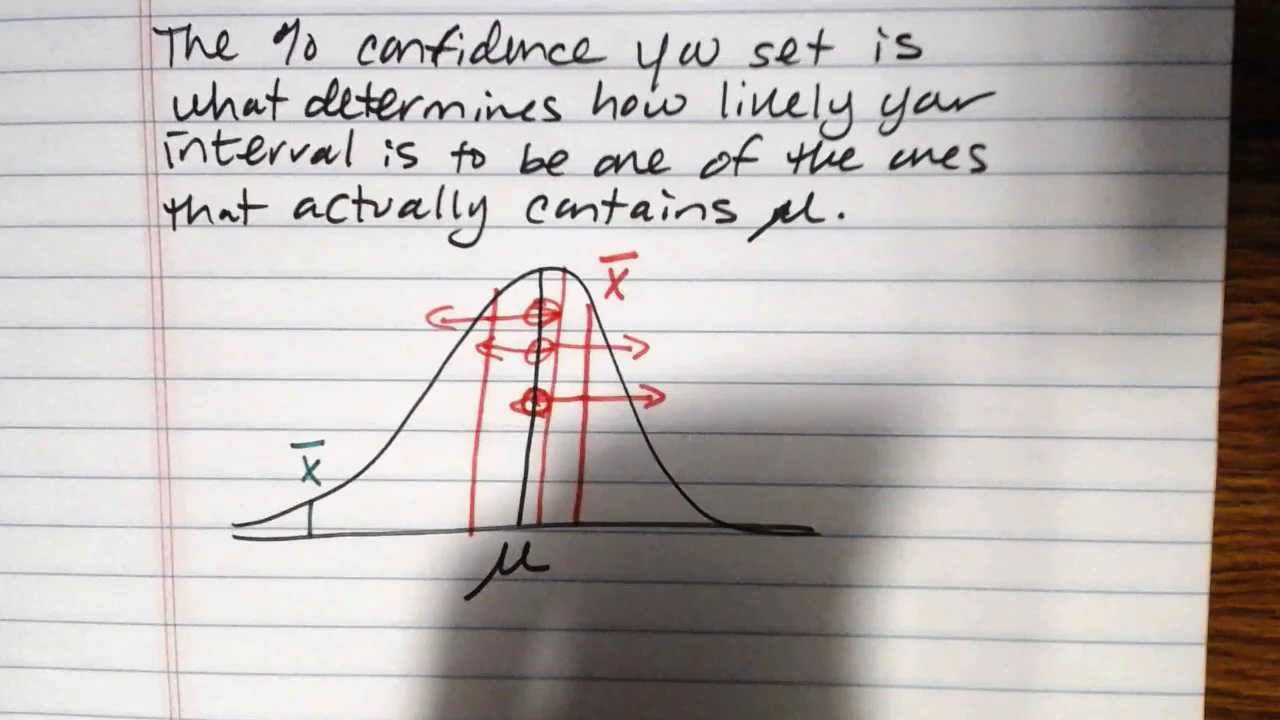 The % confidence you set is
what determines how likely your
interval is to be one of the ones
that actually contains μ.
x̄
x̄
μ